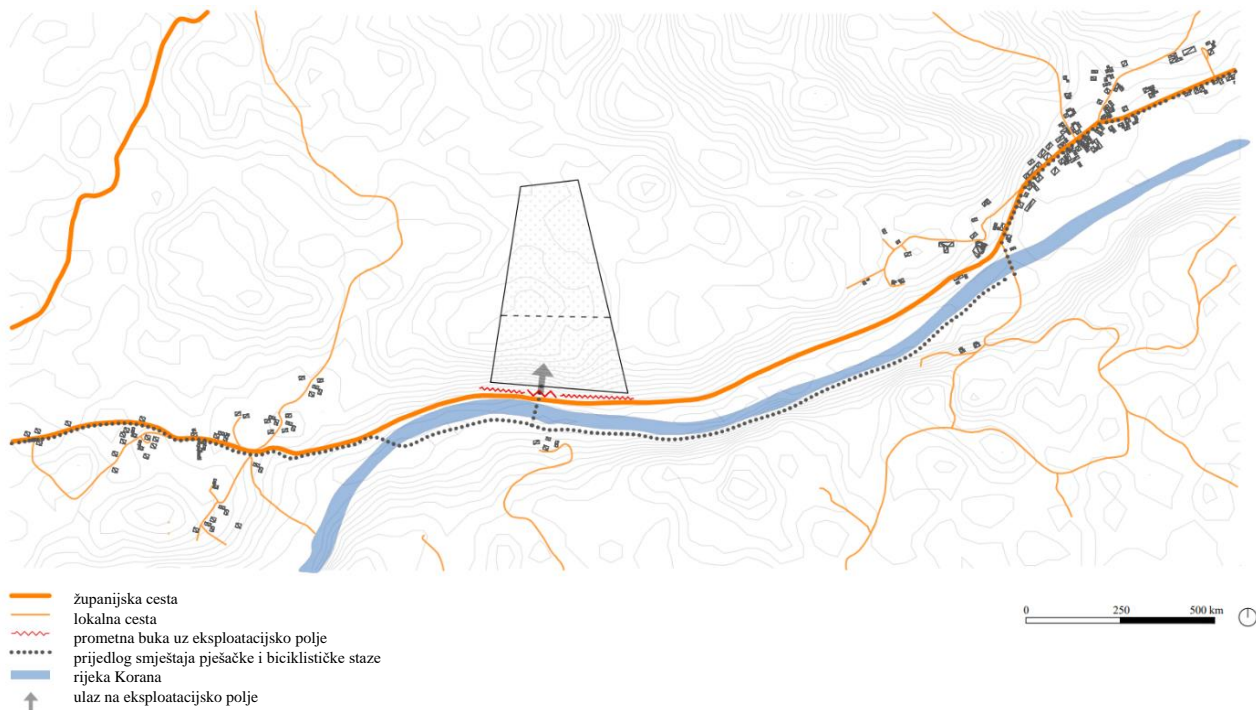 županijska cesta
lokalna cesta
prometna buka uz eksploatacijsko polje
prijedlog smještaja pješačke i biciklističke staze
rijeka Korana
ulaz na eksploatacijsko polje
0 250 500 km